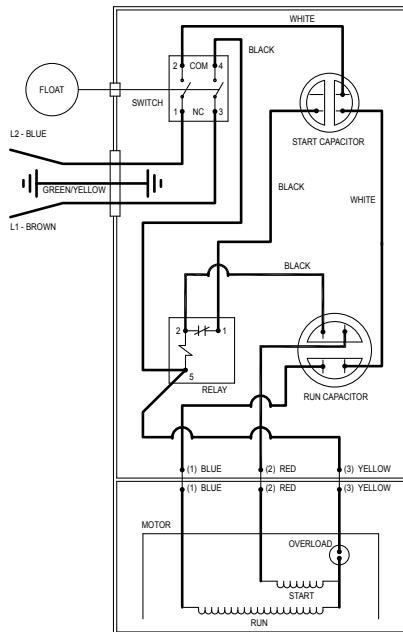 WHITE
BLACK
2 COM 4
FLOAT
SWITCH
1 NC 3
START CAPACITOR
L2 - BLUE
GREEN/YELLOW
BLACK
WHITE
L1 - BROWN
BLACK
2 1
5
RELAY
RUN CAPACITOR
(1) BLUE (2) RED (3) YELLOW
(1) BLUE (2) RED (3) YELLOW
MOTOR
OVERLOAD
START
RUN